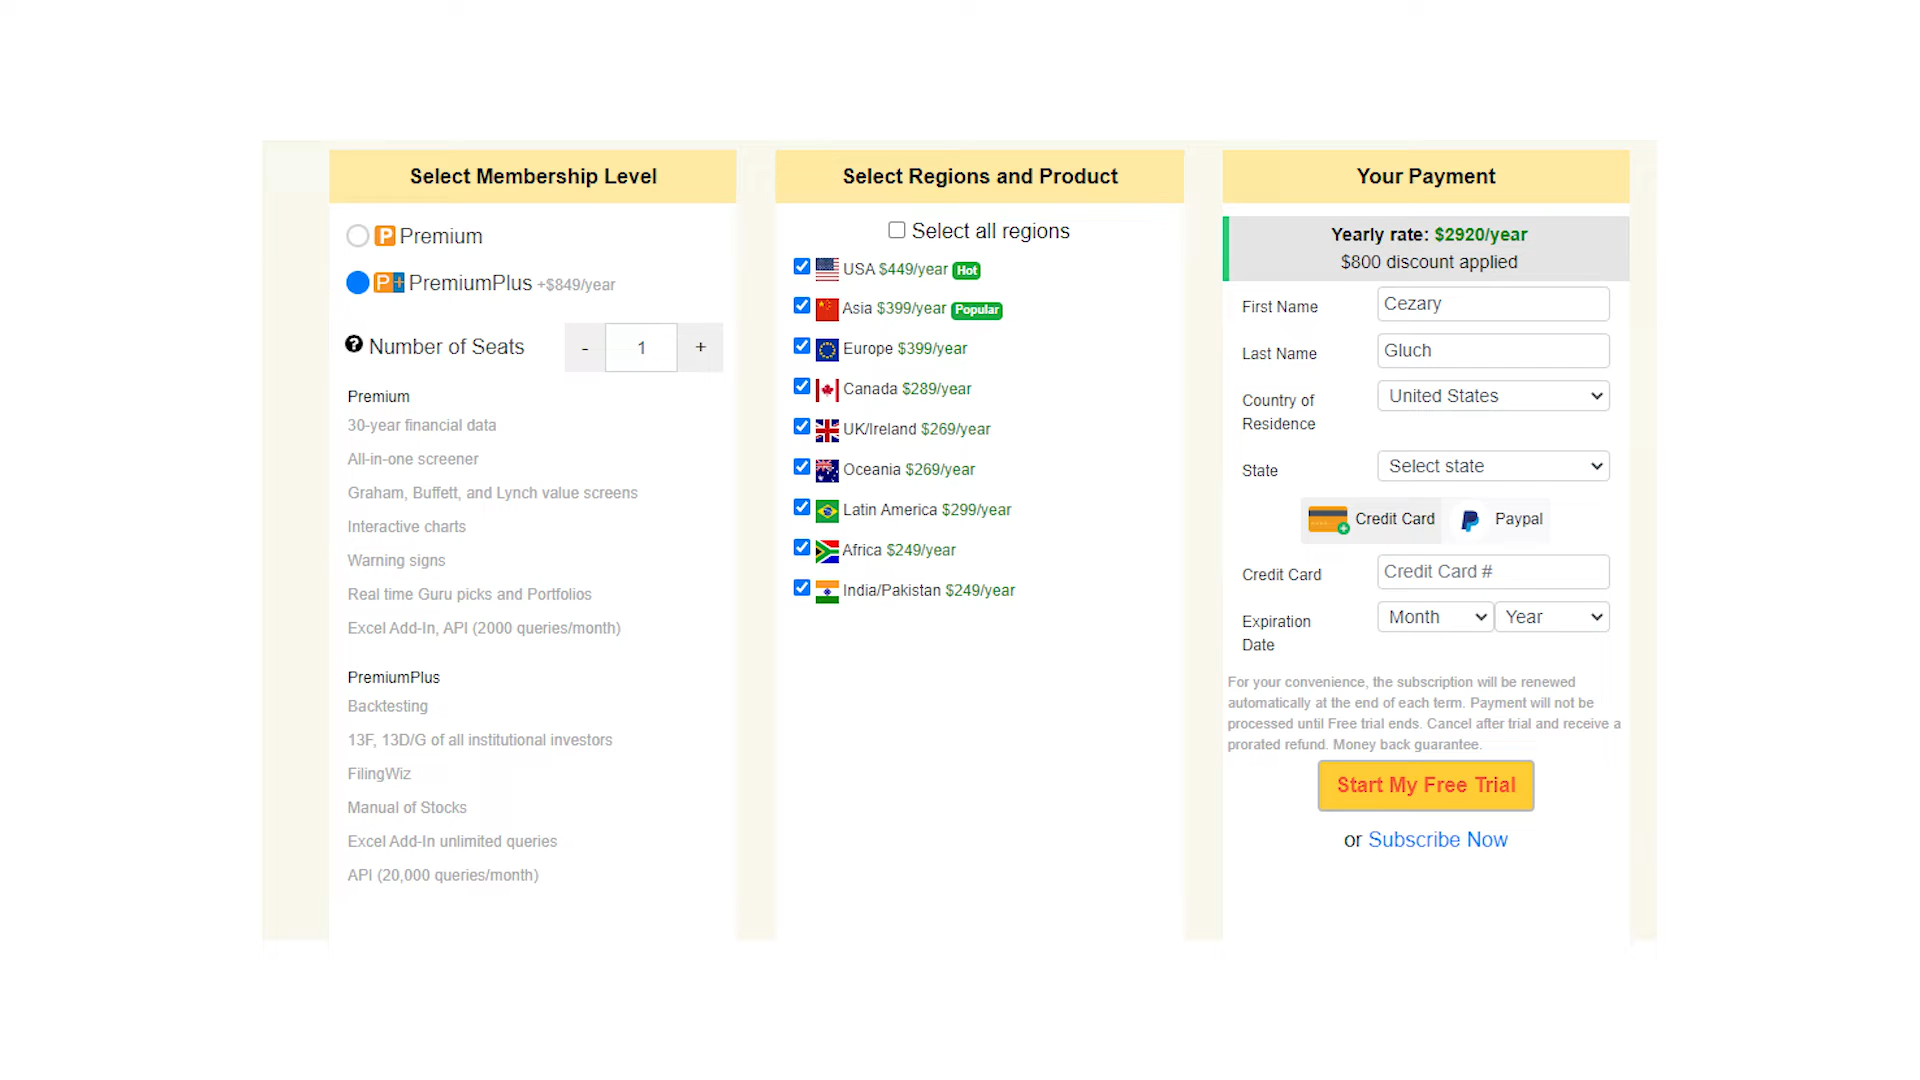 Select Membership Level
P Premium
P+ PremiumPlus +$849/year
? Number of Seats - 1 +
Premium
30-year financial data
All-in-one screener
Graham, Buffett, and Lynch value screens
Interactive charts
Warning signs
Real time Guru picks and Portfolios
Excel Add-In, API (2000 queries/month)
PremiumPlus
Backtesting
13F, 13D/G of all institutional investors
FilingWiz
Manual of Stocks
Excel Add-In unlimited queries
API (20,000 queries/month)
Select Regions and Product
Select all regions
USA $449/year Hot
Asia $399/year Popular
Europe $399/year
Canada $289/year
UK/Ireland $269/year
Oceania $269/year
Latin America $299/year
Africa $249/year
India/Pakistan $249/year
Your Payment
Yearly rate: $2920/year
$800 discount applied
First Name Cezary
Last Name Gluch
Country of
Residence
United States
State Select state
Credit Card Paypal
Credit Card Credit Card #
Expiration
Date
Month Year
For your convenience, the subscription will be renewed
automatically at the end of each term. Payment will not be
processed until Free trial ends. Cancel after trial and receive a
prorated refund. Money back guarantee.
Start My Free Trial
or Subscribe Now